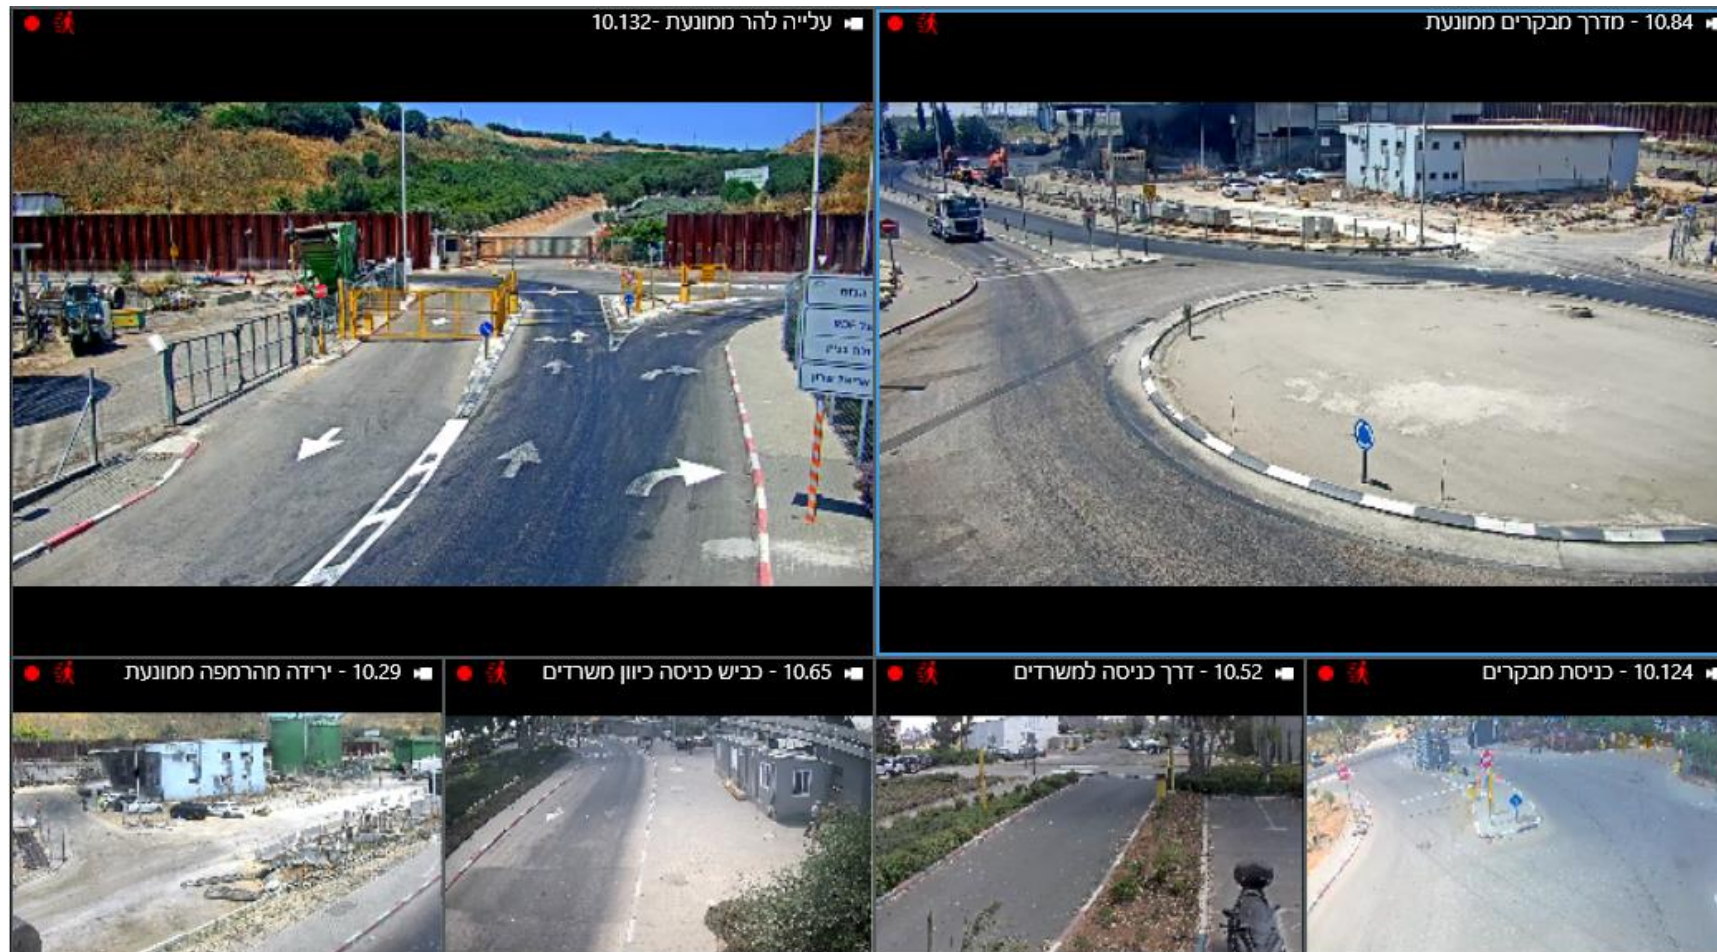 עלייה להר ממונעת -10.132
10.84 - מדרך מבקרים ממונעת
10.29 - ירידה מהרמפה ממונעת
10.65 - כביש כניסה כיוון משרדים
10.52 - דרך כניסה למשרדים
10.124 - כניסת מבקרים